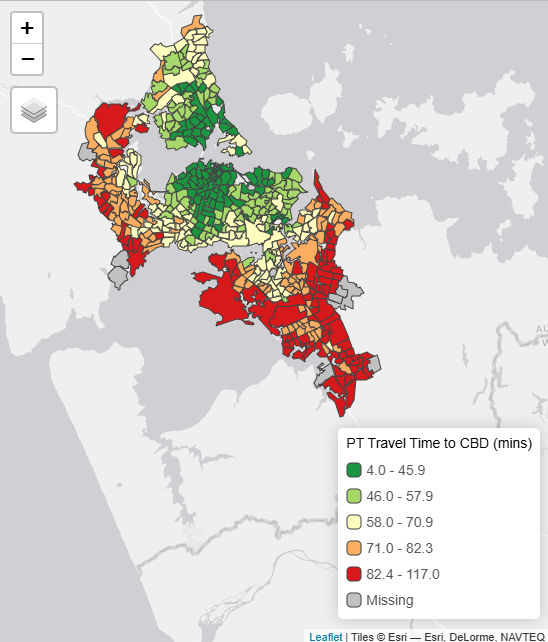 +
−
AU
W
PT Travel Time to CBD (mins)
4.0 - 45.9
46.0 - 57.9
58.0 - 70.9
71.0 - 82.3
82.4 - 117.0
Missing
Leaflet | Tiles © Esri — Esri, DeLorme, NAVTEQ